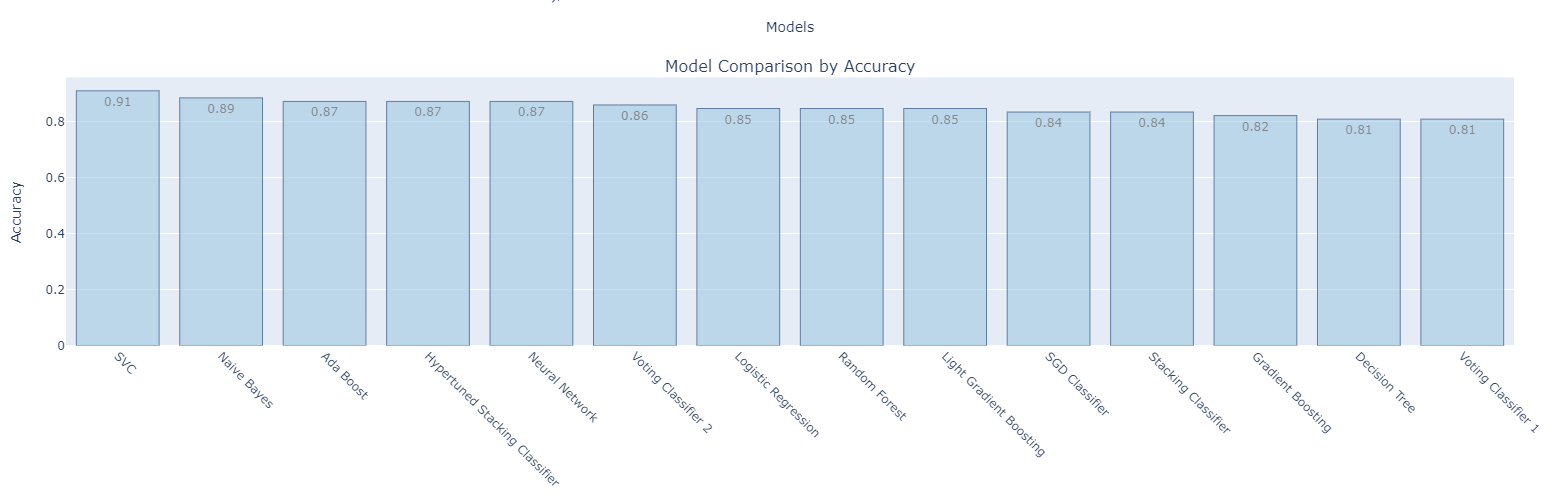 Models
Model Comparison by Accuracy
0.91
0.89
0.87
0.87
0.87
0.86
0.85
0.85
0.85
0.84
0.84
0.82
0.81
0.81
0.8
0.6
0.4
0.2
0
Accuracy
SVC
Naive Bayes
Ada Boost
Hypertuned Stacking Classifier
Neural Network
Voting Classifier 2
Logistic Regression
Random Forest
Light Gradient Boosting
SGD Classifier
Stacking Classifier
Gradient Boosting
Decision Tree
Voting Classifier 1